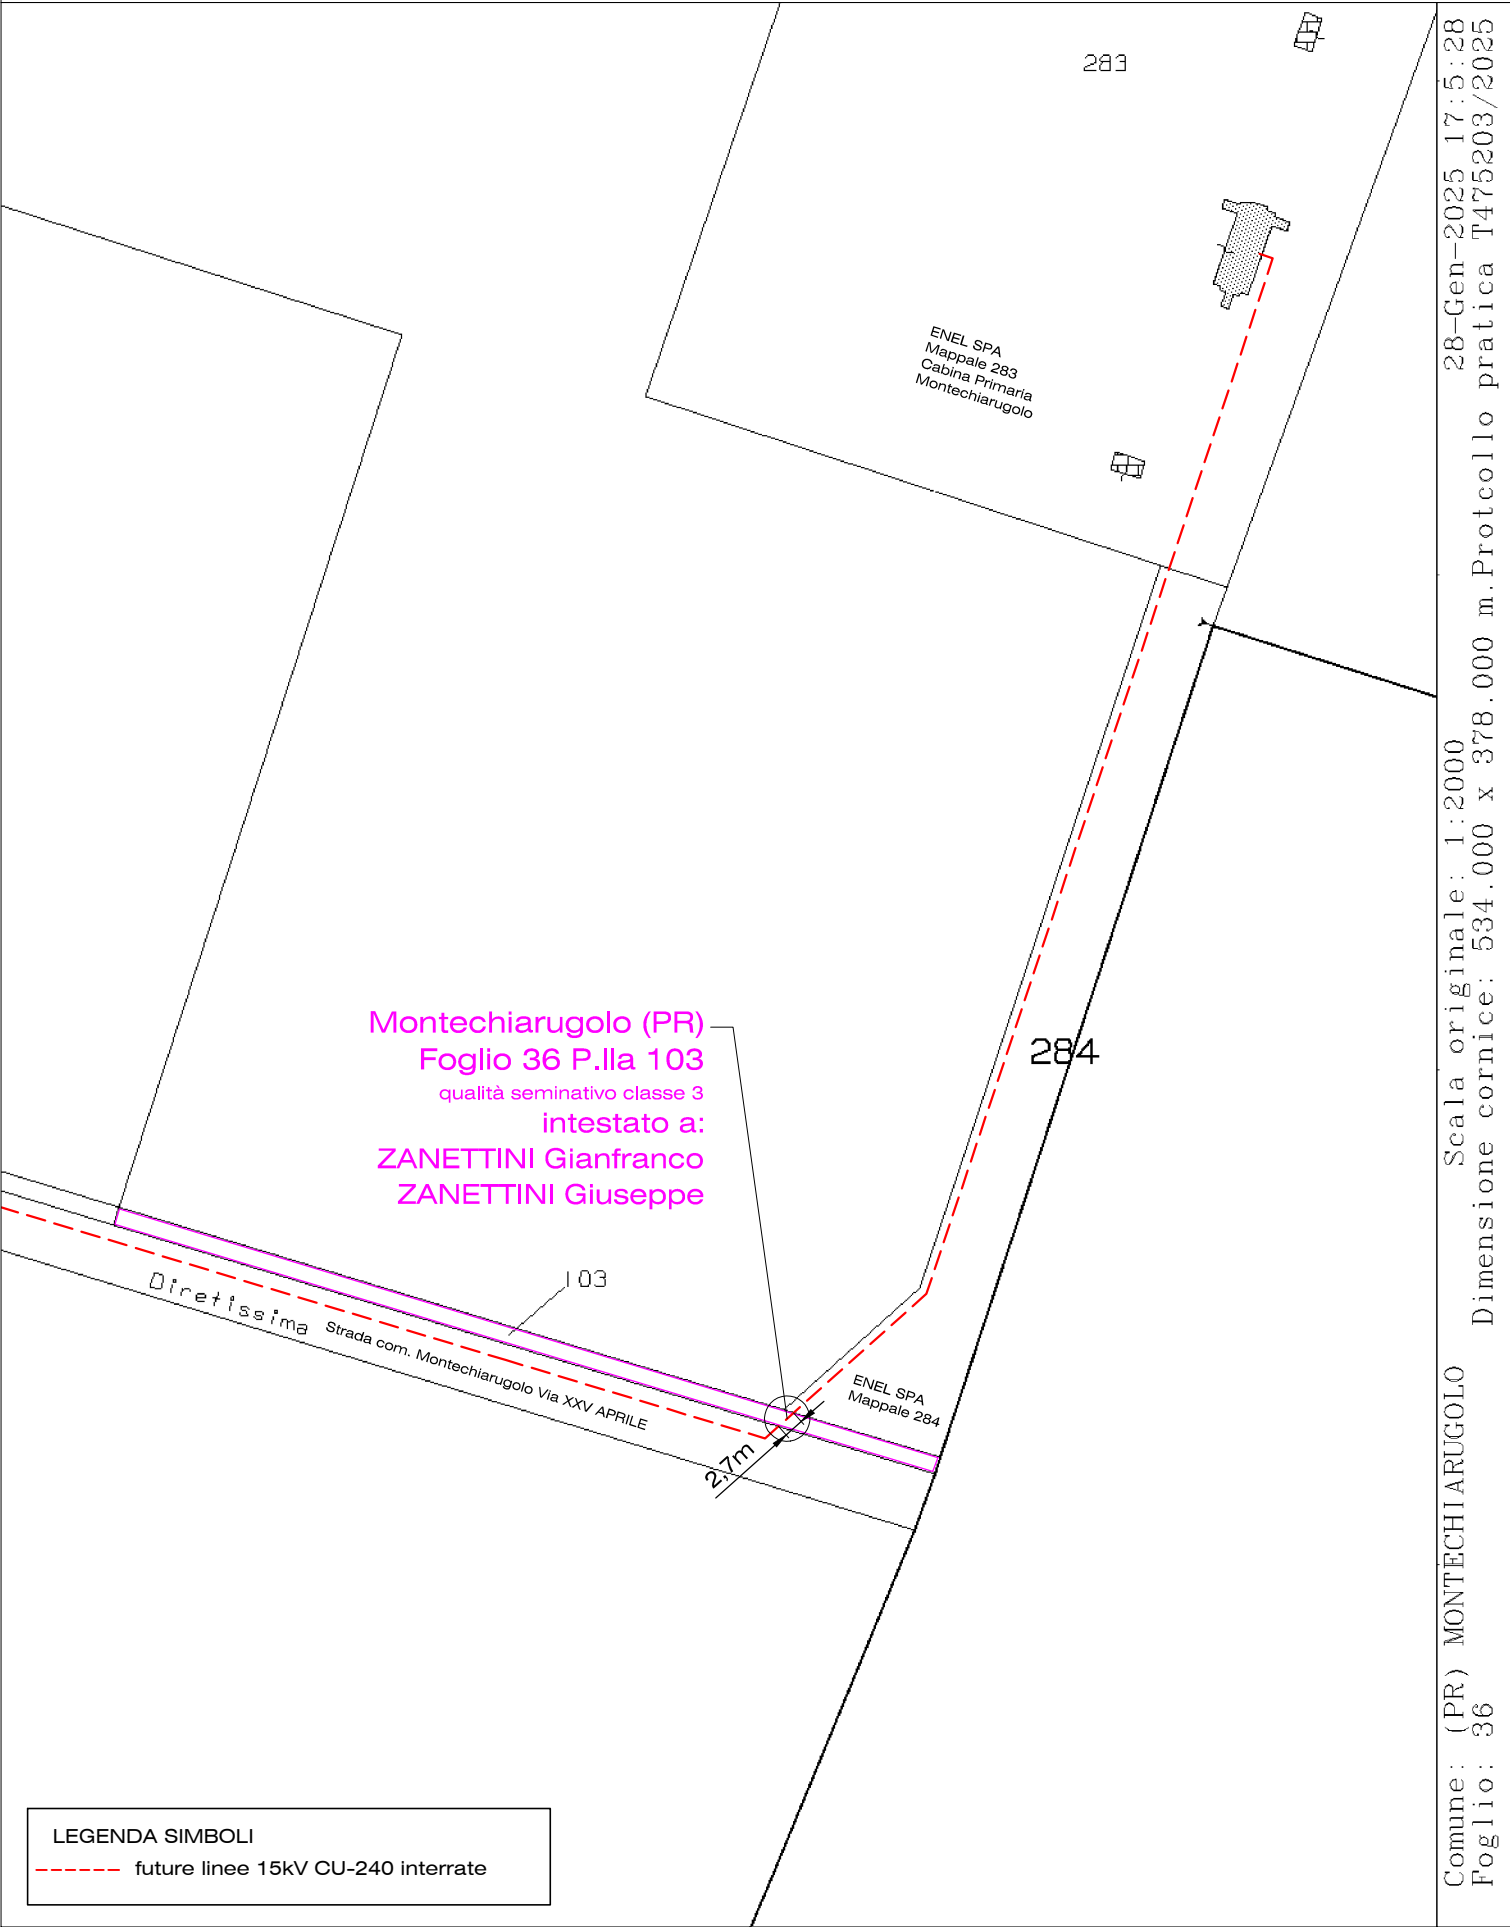 283
ENEL SPA
Mappale 283
Cabina Primaria
Montechiarugolo
284
Montechiarugolo (PR)
Foglio 36 P.lla 103
qualità seminativo classe 3
intestato a:
ZANETTINI Gianfranco
ZANETTINI Giuseppe
103
Diretissima
Strada com. Montechiarugolo Via XXV APRILE
ENEL SPA
Mappale 284
2,7m
LEGENDA SIMBOLI
future linee 15kV CU-240 interrate
Comune: (PR) MONTECHIARUGOLO
Foglio: 36
Scala originale: 1:2000
Dimensione cornice: 534.000 x 378.000 m.
28-Gen-2025 17:5:28
Protcollo pratica T475203/2025